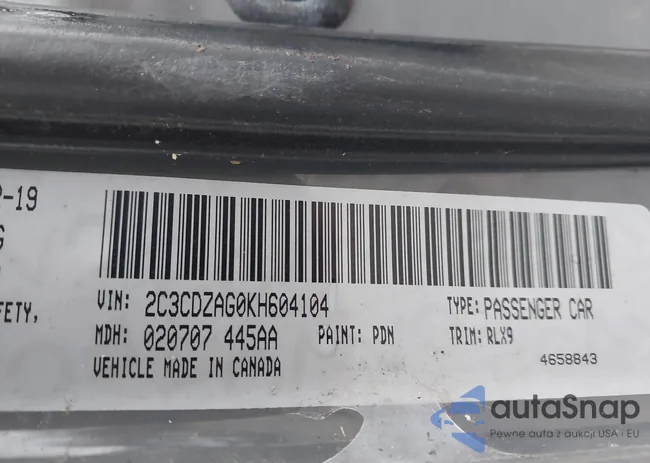 -19
VIN: 2C3CDZAG0KH604104 TYPE: PASSENGER CAR
FETY,
MDH: 020707 445AA PAINT: PDN TRIM: RLX9
VEHICLE MADE IN CANADA 4658843
autaSnap
Pewne auta z aukcji USA i EU